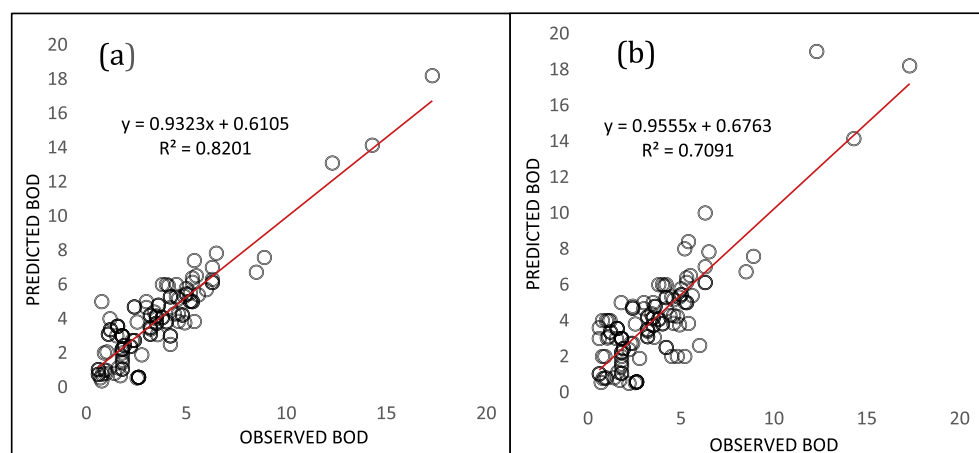 (a)
20
18
16
14
12
10
8
6
4
2
0
PREDICTED BOD
y = 0.9323x + 0.6105
R² = 0.8201
0 5 10 15 20
OBSERVED BOD
(b)
20
18
16
14
12
10
8
6
4
2
0
PREDICTED BOD
y = 0.9555x + 0.6763
R² = 0.7091
0 5 10 15 20
OBSERVED BOD